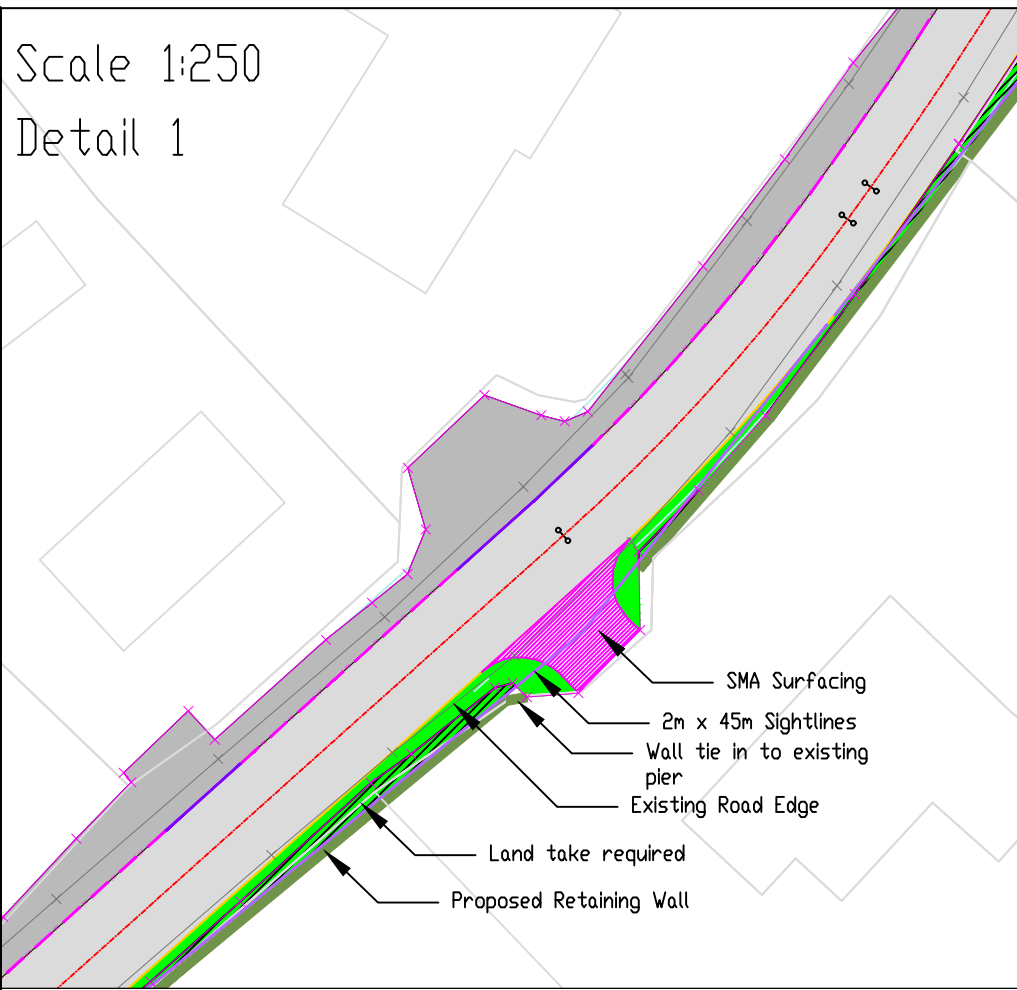 Scale 1:250
Detail 1
SMA Surfacing
2m x 45m Sightlines
Wall tie in to existing
pier
Existing Road Edge
Land take required
Proposed Retaining Wall